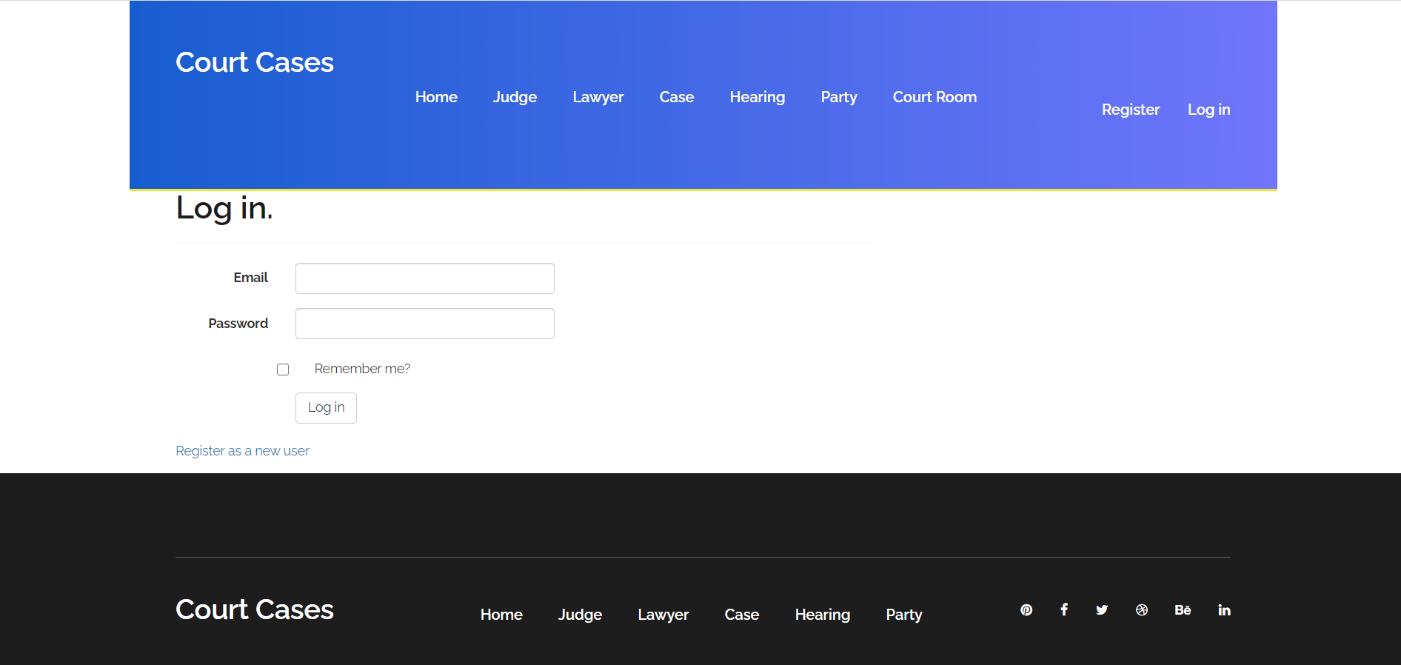 Court Cases
Home Judge Lawyer Case Hearing Party Court Room
Register Log in
Log in.
Email
Password
Remember me?
Log in
Register as a new user
Court Cases
Home Judge Lawyer Case Hearing Party
Bē in